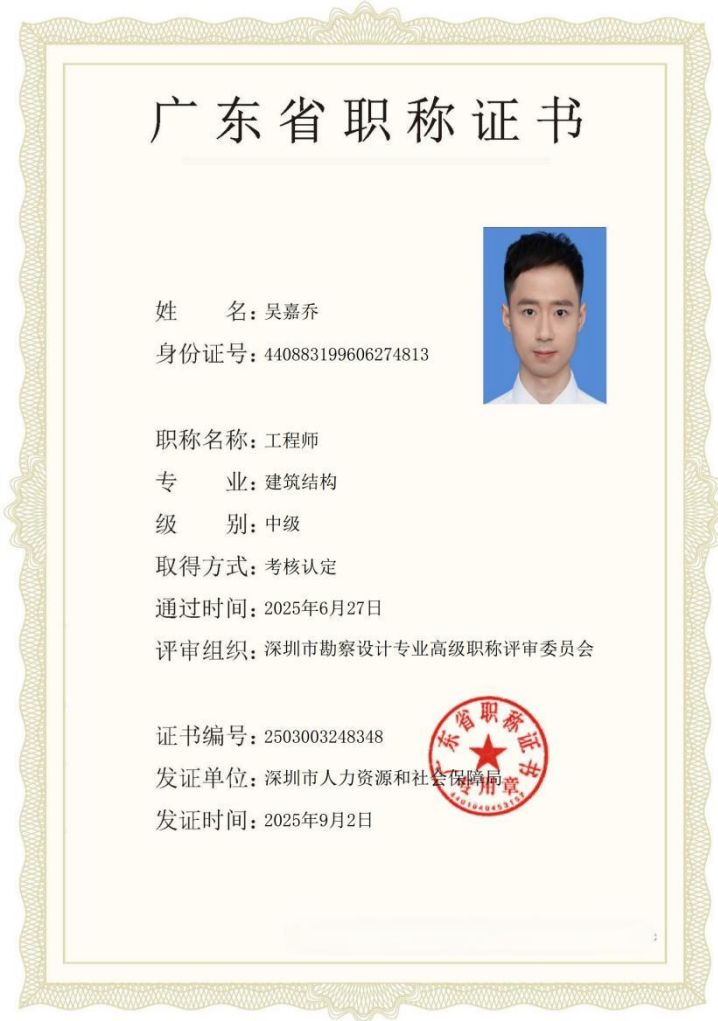 广东省职称证书
姓 名：吴嘉乔
身份证号：440883199606274813
职称名称：工程师
专 业：建筑结构
级 别：中级
取得方式：考核认定
通过时间：2025年6月27日
评审组织：深圳市勘察设计专业高级职称评审委员会
证书编号：2503003248348
发证单位：深圳市人力资源和社会保障局
发证时间：2025年9月2日
广东省职称证书
专用章